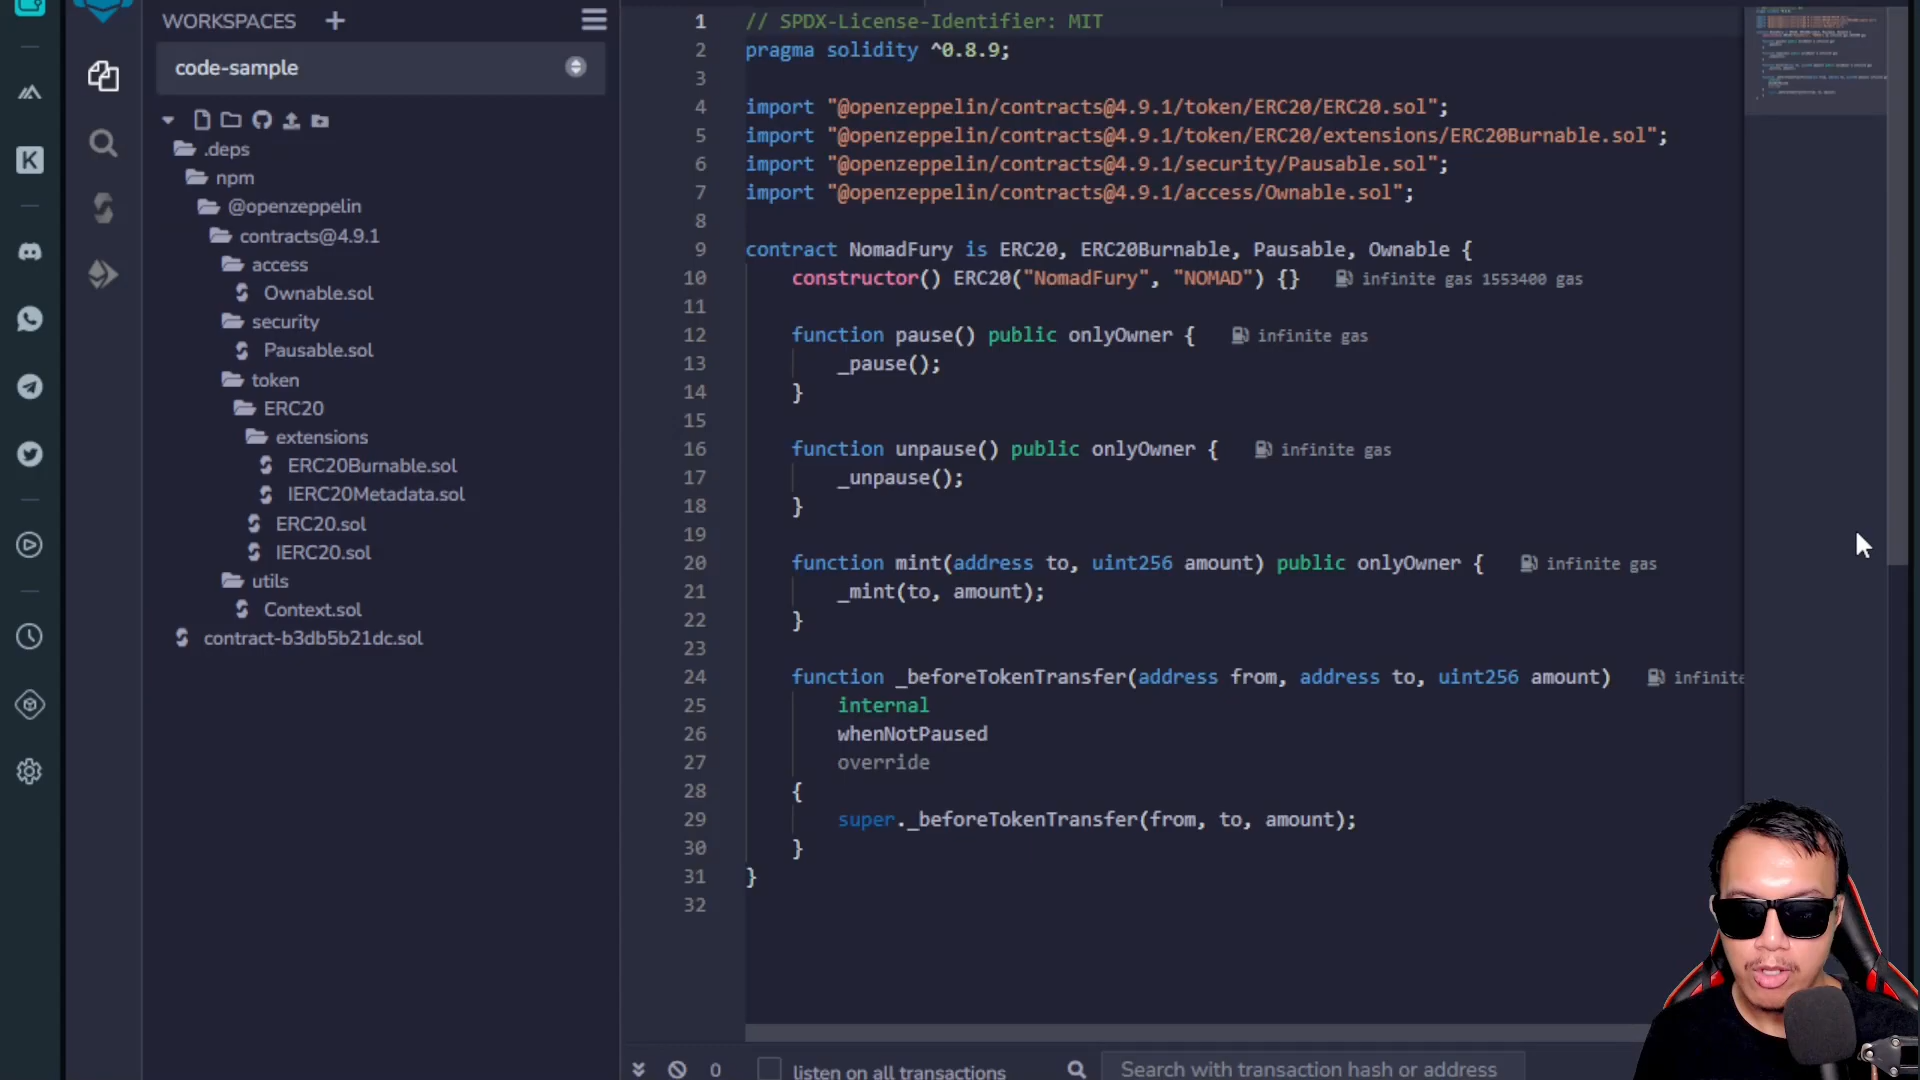 WORKSPACES +
code-sample
.deps
npm
@openzeppelin
contracts@4.9.1
access
Ownable.sol
security
Pausable.sol
token
ERC20
extensions
ERC20Burnable.sol
IERC20Metadata.sol
ERC20.sol
IERC20.sol
utils
Context.sol
contract-b3db5b21dc.sol
K
1 // SPDX-License-Identifier: MIT
2 pragma solidity ^0.8.9;
3
4 import "@openzeppelin/contracts@4.9.1/token/ERC20/ERC20.sol";
5 import "@openzeppelin/contracts@4.9.1/token/ERC20/extensions/ERC20Burnable.sol";
6 import "@openzeppelin/contracts@4.9.1/security/Pausable.sol";
7 import "@openzeppelin/contracts@4.9.1/access/Ownable.sol";
8
9 contract NomadFury is ERC20, ERC20Burnable, Pausable, Ownable {
10 constructor() ERC20("NomadFury", "NOMAD") {} infinite gas 1553400 gas
11
12 function pause() public onlyOwner { infinite gas
13 _pause();
14 }
15
16 function unpause() public onlyOwner { infinite gas
17 _unpause();
18 }
19
20 function mint(address to, uint256 amount) public onlyOwner { infinite gas
21 _mint(to, amount);
22 }
23
24 function _beforeTokenTransfer(address from, address to, uint256 amount) infinite
25 internal
26 whenNotPaused
27 override
28 {
29 super._beforeTokenTransfer(from, to, amount);
30 }
31 }
32
0 listen on all transactions Search with transaction hash or address